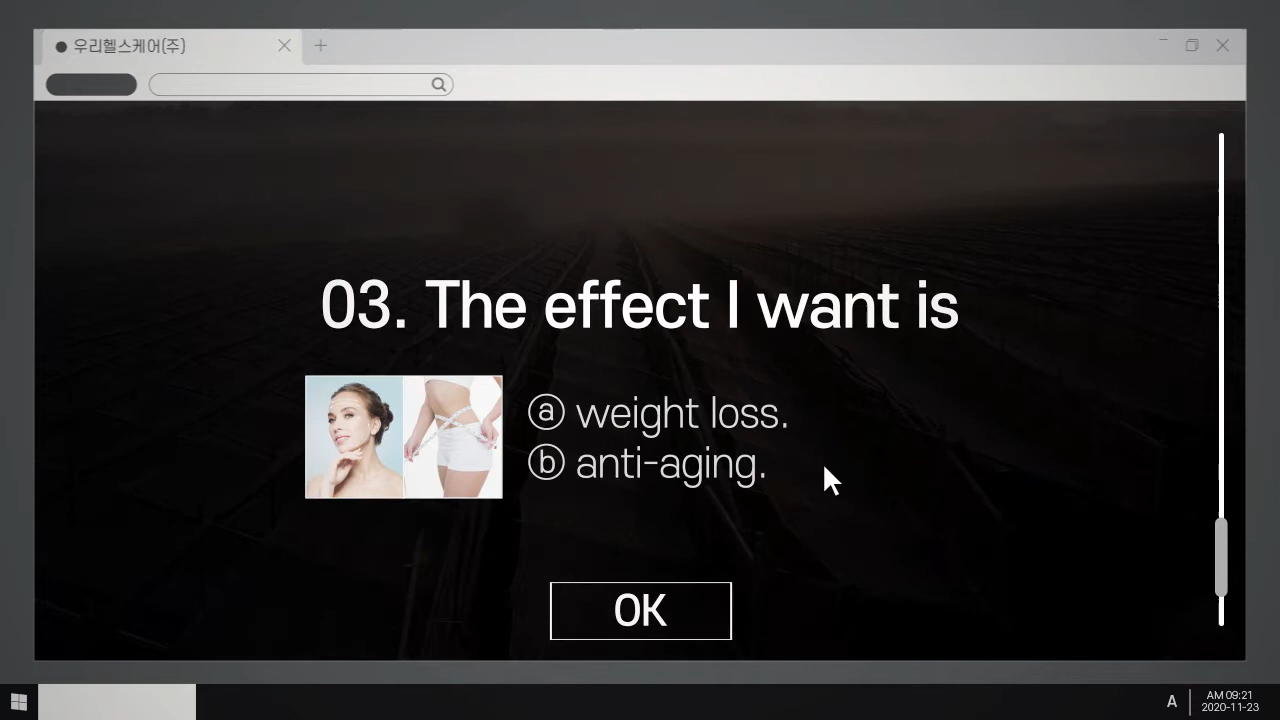 우리헬스케어(주)
03. The effect I want is
ⓐ weight loss.
ⓑ anti-aging.
OK
A
AM 09:21
2020-11-23